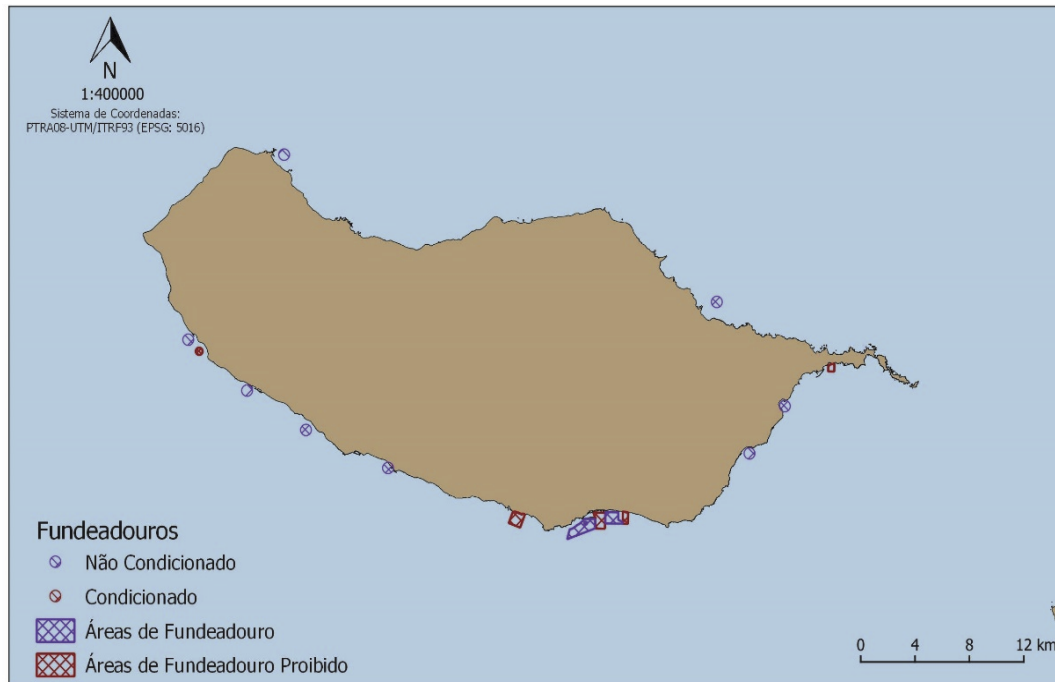 N
1:400000
Sistema de Coordenadas:
PTRA08-UTM/ITRF93 (EPSG: 5016)
Fundeadouros
Não Condicionado
Condicionado
Áreas de Fundeadouro
Áreas de Fundeadouro Proibido
0 4 8 12 km